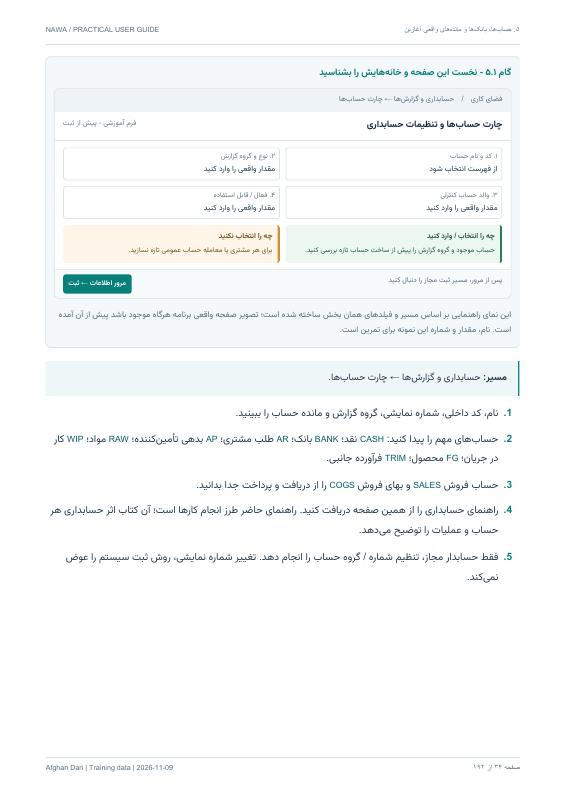 ۵. حساب‌ها، بانک‌ها و مانده‌های واقعی آغازین
NAWA / PRACTICAL USER GUIDE
گام ۵.۱ - نخست این صفحه و خانه‌هایش را بشناسید
فضای کاری / حسابداری و گزارش‌ها ← چارت حساب‌ها
چارت حساب‌ها و تنظیمات حسابداری
فرم آموزشی - پیش از ثبت
۱. کد و نام حساب
از فهرست انتخاب شود
۲. نوع و گروه گزارش
مقدار واقعی را وارد کنید
۳. والد حساب کنترلی
مقدار واقعی را وارد کنید
۴. فعال / قابل استفاده
مقدار واقعی را وارد کنید
چه را انتخاب / وارد کنید
حساب موجود و گروه گزارش را پیش از ساخت حساب تازه بررسی کنید.
چه را انتخاب نکنید
برای هر مشتری یا معامله حساب عمومی تازه نسازید.
پس از مرور، مسیر ثبت مجاز را دنبال کنید
مرور اطلاعات ← ثبت
این نمای راهنمایی بر اساس مسیر و فیلدهای همان بخش ساخته شده است؛ تصویر صفحه واقعی برنامه هرگاه موجود باشد پیش از آن آمده
است. نام، مقدار و شماره این نمونه برای تمرین است.
مسیر: حسابداری و گزارش‌ها ← چارت حساب‌ها.
1. نام، کد داخلی، شماره نمایشی، گروه گزارش و مانده حساب را ببینید.
2. حساب‌های مهم را پیدا کنید: CASH نقد؛ BANK بانک؛ AR طلب مشتری؛ AP بدهی تأمین‌کننده؛ RAW مواد؛ WIP کار
در جریان؛ FG محصول؛ TRIM فرآورده جانبی.
3. حساب فروش SALES و بهای فروش COGS را از دریافت و پرداخت جدا بدانید.
4. راهنمای حسابداری را از همین صفحه دریافت کنید. راهنمای حاضر طرز انجام کارها است؛ آن کتاب اثر حسابداری هر
حساب و عملیات را توضیح می‌دهد.
5. فقط حسابدار مجاز، تنظیم شماره / گروه حساب را انجام دهد. تغییر شماره نمایشی، روش ثبت سیستم را عوض
نمی‌کند.
صفحه ۳۴ از ۱۹۲
Afghan Dari | Training data | 2026-11-09